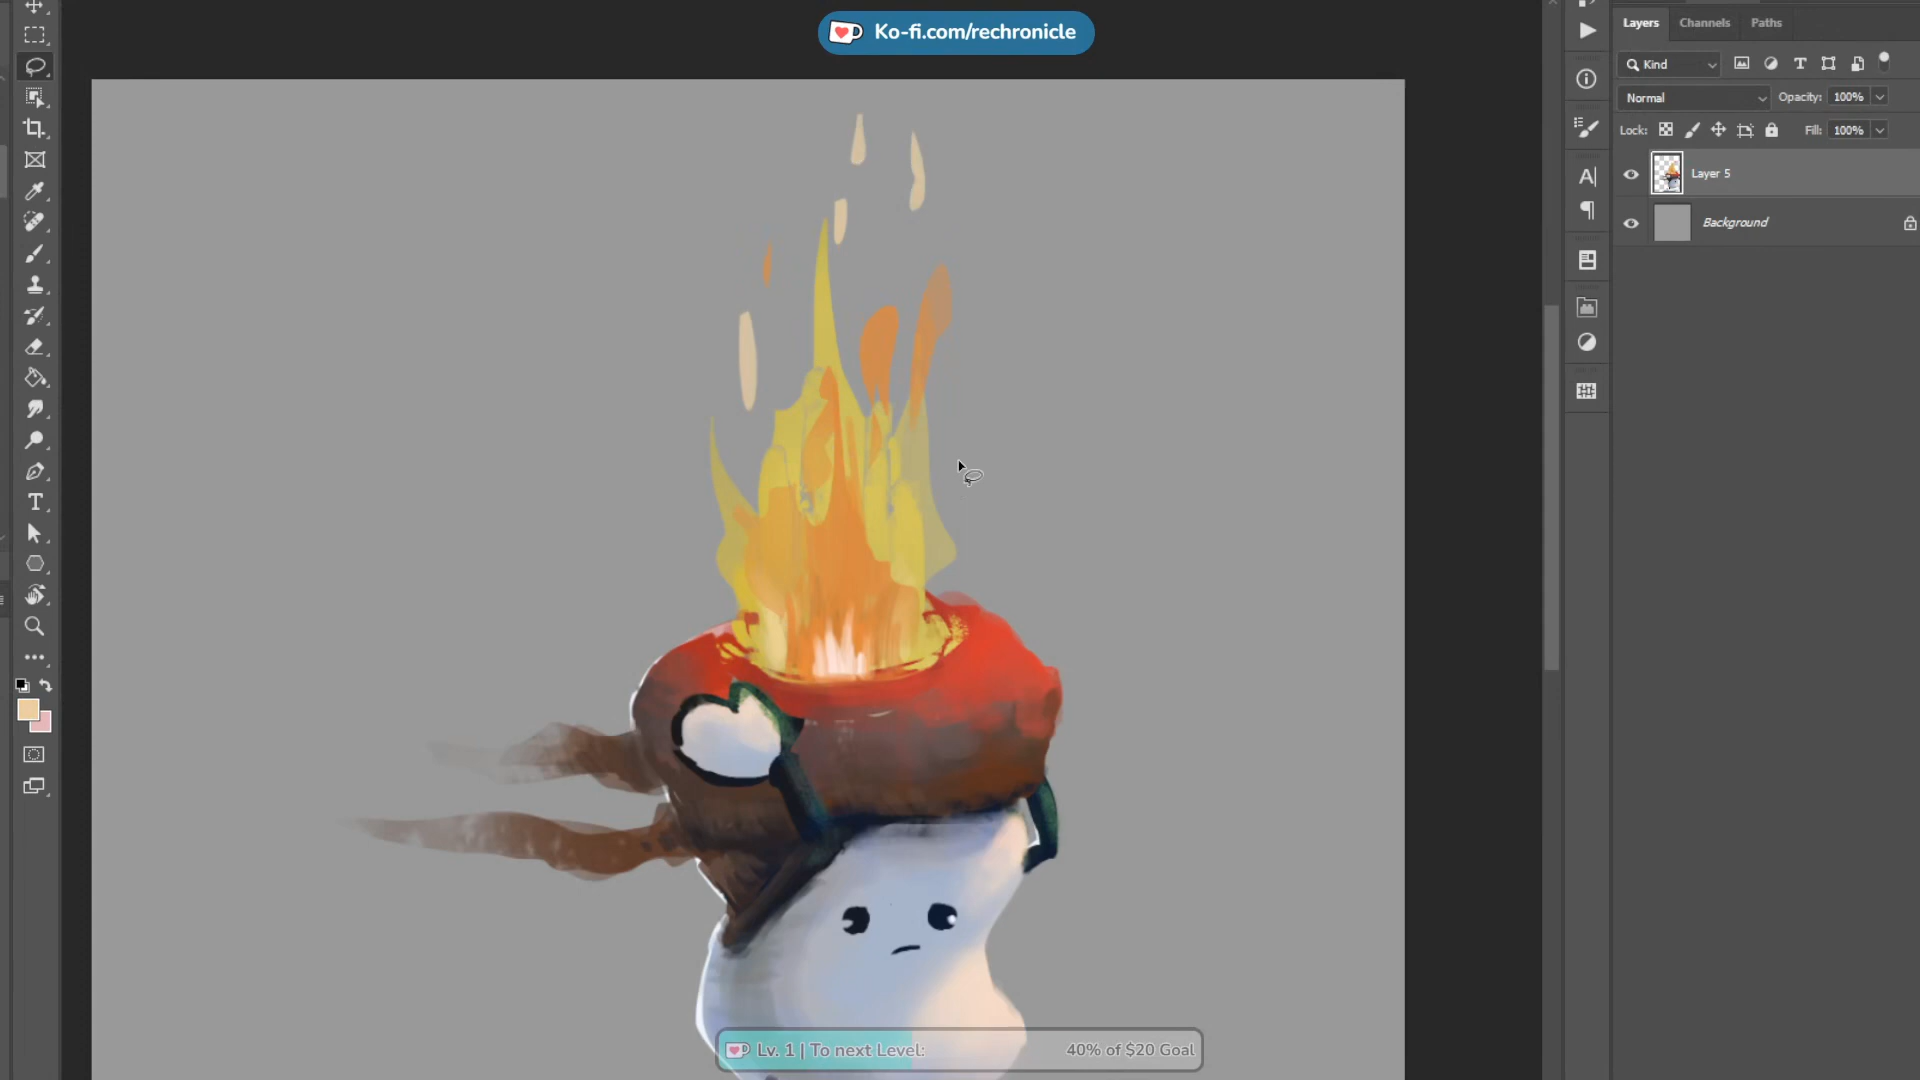 Ko-fi.com/rechronicle
Layers Channels Paths
Kind
Normal Opacity: 100%
Lock: Fill: 100%
Layer 5
Background
Lv. 1 | To next Level: 40% of $20 Goal